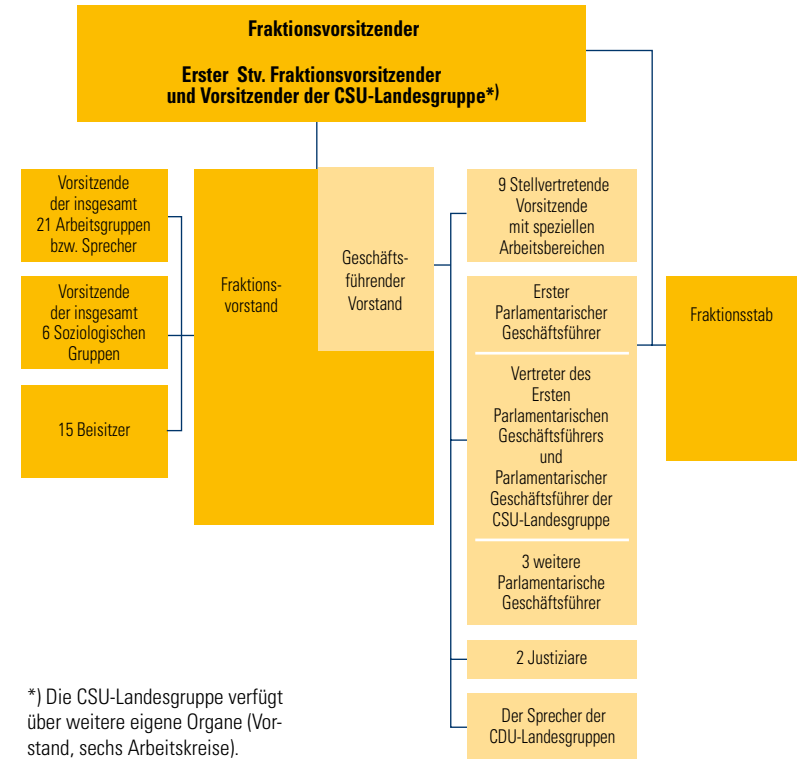 Fraktionsvorsitzender
Erster Stv. Fraktionsvorsitzender
und Vorsitzender der CSU-Landesgruppe*)
Vorsitzende
der insgesamt
21 Arbeitsgruppen
bzw. Sprecher
Vorsitzende
der insgesamt
6 Soziologischen
Gruppen
15 Beisitzer
Fraktions-
vorstand
Geschäfts-
führender
Vorstand
9 Stellvertretende
Vorsitzende
mit speziellen
Arbeitsbereichen
Erster
Parlamentarischer
Geschäftsführer
Vertreter des
Ersten
Parlamentarischen
Geschäftsführers
und
Parlamentarischer
Geschäftsführer der
CSU-Landesgruppe
3 weitere
Parlamentarische
Geschäftsführer
2 Justiziare
Der Sprecher der
CDU-Landesgruppen
Fraktionsstab
*) Die CSU-Landesgruppe verfügt
über weitere eigene Organe (Vor-
stand, sechs Arbeitskreise).